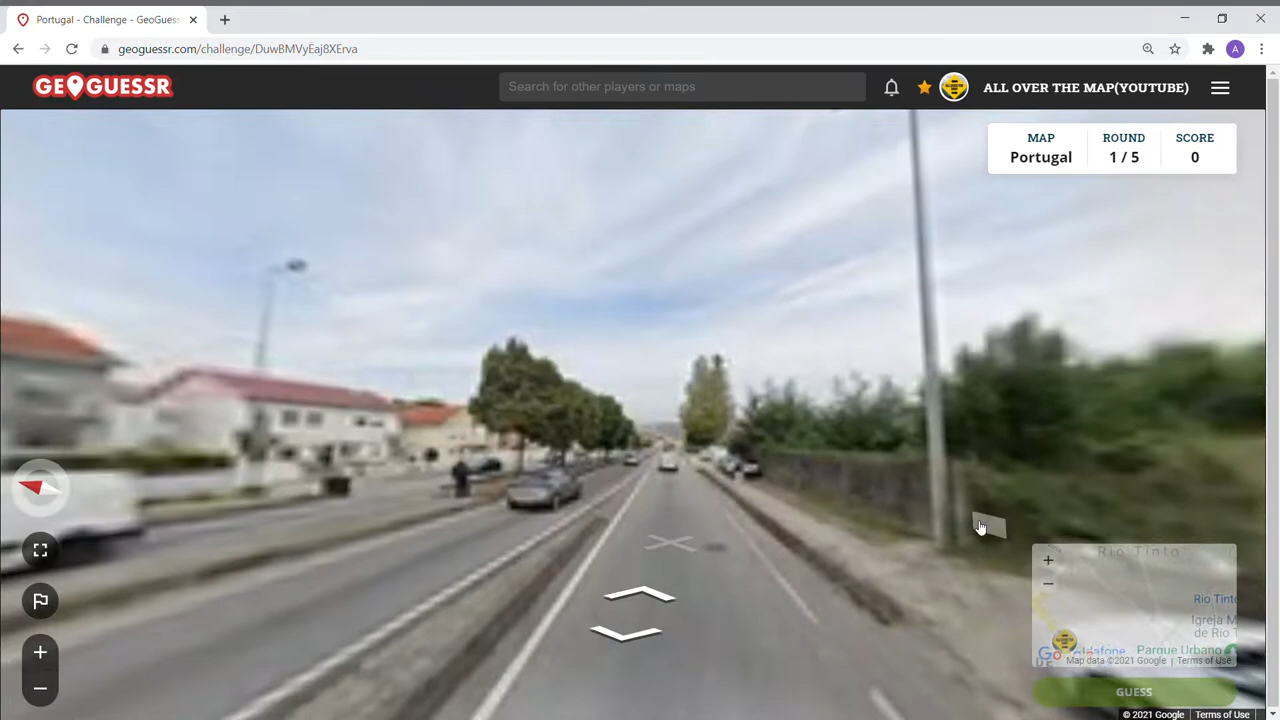 Portugal - Challenge - GeoGuess
geoguessr.com/challenge/DuwBMVyEaj8XErva
A
GEOGUESSR
Search for other players or maps
ALL OVER THE MAP(YOUTUBE)
MAP
Portugal
ROUND
1 / 5
SCORE
0
Rio Tinto
Rio Tinto
Igreja M
de Rio T
Parque Urbano
Map data ©2021 Google
Terms of Use
GUESS
© 2021 Google
Terms of Use